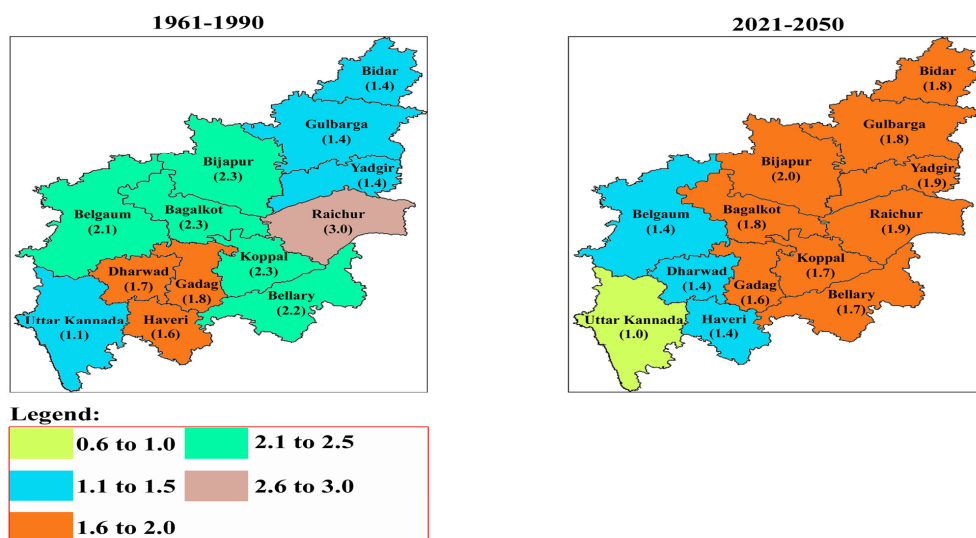 1961-1990
Bidar
(1.4)
Gulbarga
(1.4)
Bijapur
(2.3)
Yadgir
(1.4)
Belgaum
(2.1)
Bagalkot
(2.3)
Raichur
(3.0)
Dharwad
(1.7)
Gadag
(1.8)
Koppal
(2.3)
Bellary
(2.2)
Uttar Kannada
(1.1)
Haveri
(1.6)
2021-2050
Bidar
(1.8)
Gulbarga
(1.8)
Bijapur
(2.0)
Yadgir
(1.9)
Belgaum
(1.4)
Bagalkot
(1.8)
Raichur
(1.9)
Dharwad
(1.4)
Gadag
(1.6)
Koppal
(1.7)
Bellary
(1.7)
Uttar Kannada
(1.0)
Haveri
(1.4)
Legend:
0.6 to 1.0
2.1 to 2.5
1.1 to 1.5
2.6 to 3.0
1.6 to 2.0